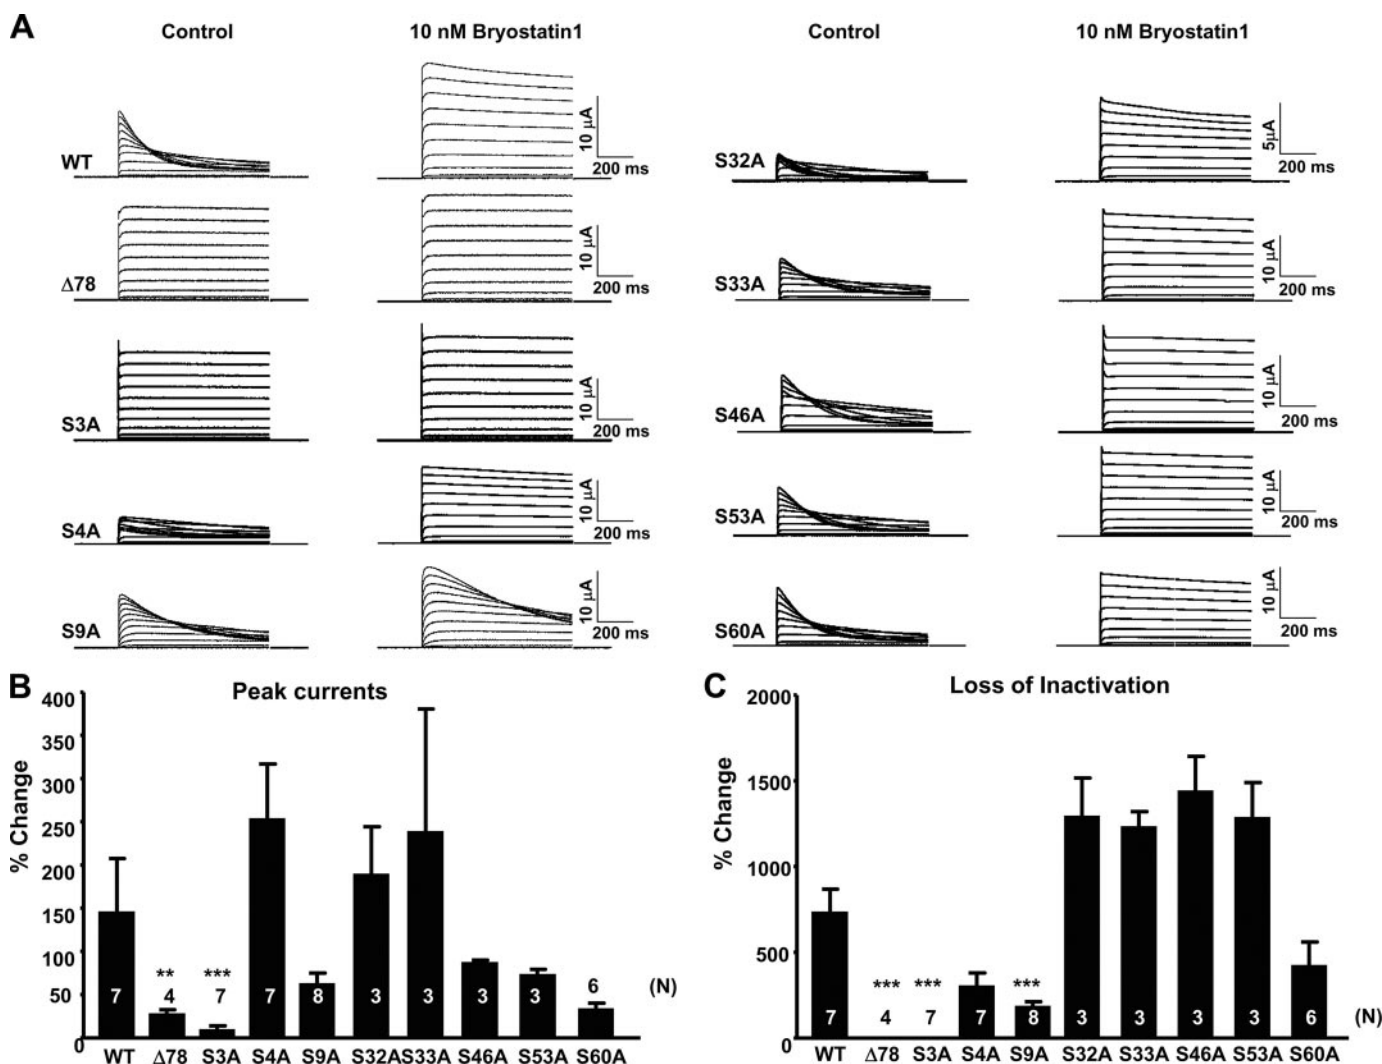 A
Control
10 nM Bryostatin1
Control
10 nM Bryostatin1
WT
10 µA
200 ms
S32A
5µA
200 ms
Δ78
10 µA
200 ms
S33A
10 µA
200 ms
S3A
10 µA
200 ms
S46A
10 µA
200 ms
S4A
10 µA
200 ms
S53A
10 µA
200 ms
S9A
10 µA
200 ms
S60A
10 µA
200 ms
B
Peak currents
% Change
400
350
300
250
200
150
100
50
0
7
** 4
*** 7
7
8
3
3
3
3
6
(N)
WT Δ78 S3A S4A S9A S32A S33A S46A S53A S60A
C
Loss of Inactivation
% Change
2000
1500
1000
500
0
7
*** 4
*** 7
7
*** 8
3
3
3
3
6
(N)
WT Δ78 S3A S4A S9A S32A S33A S46A S53A S60A